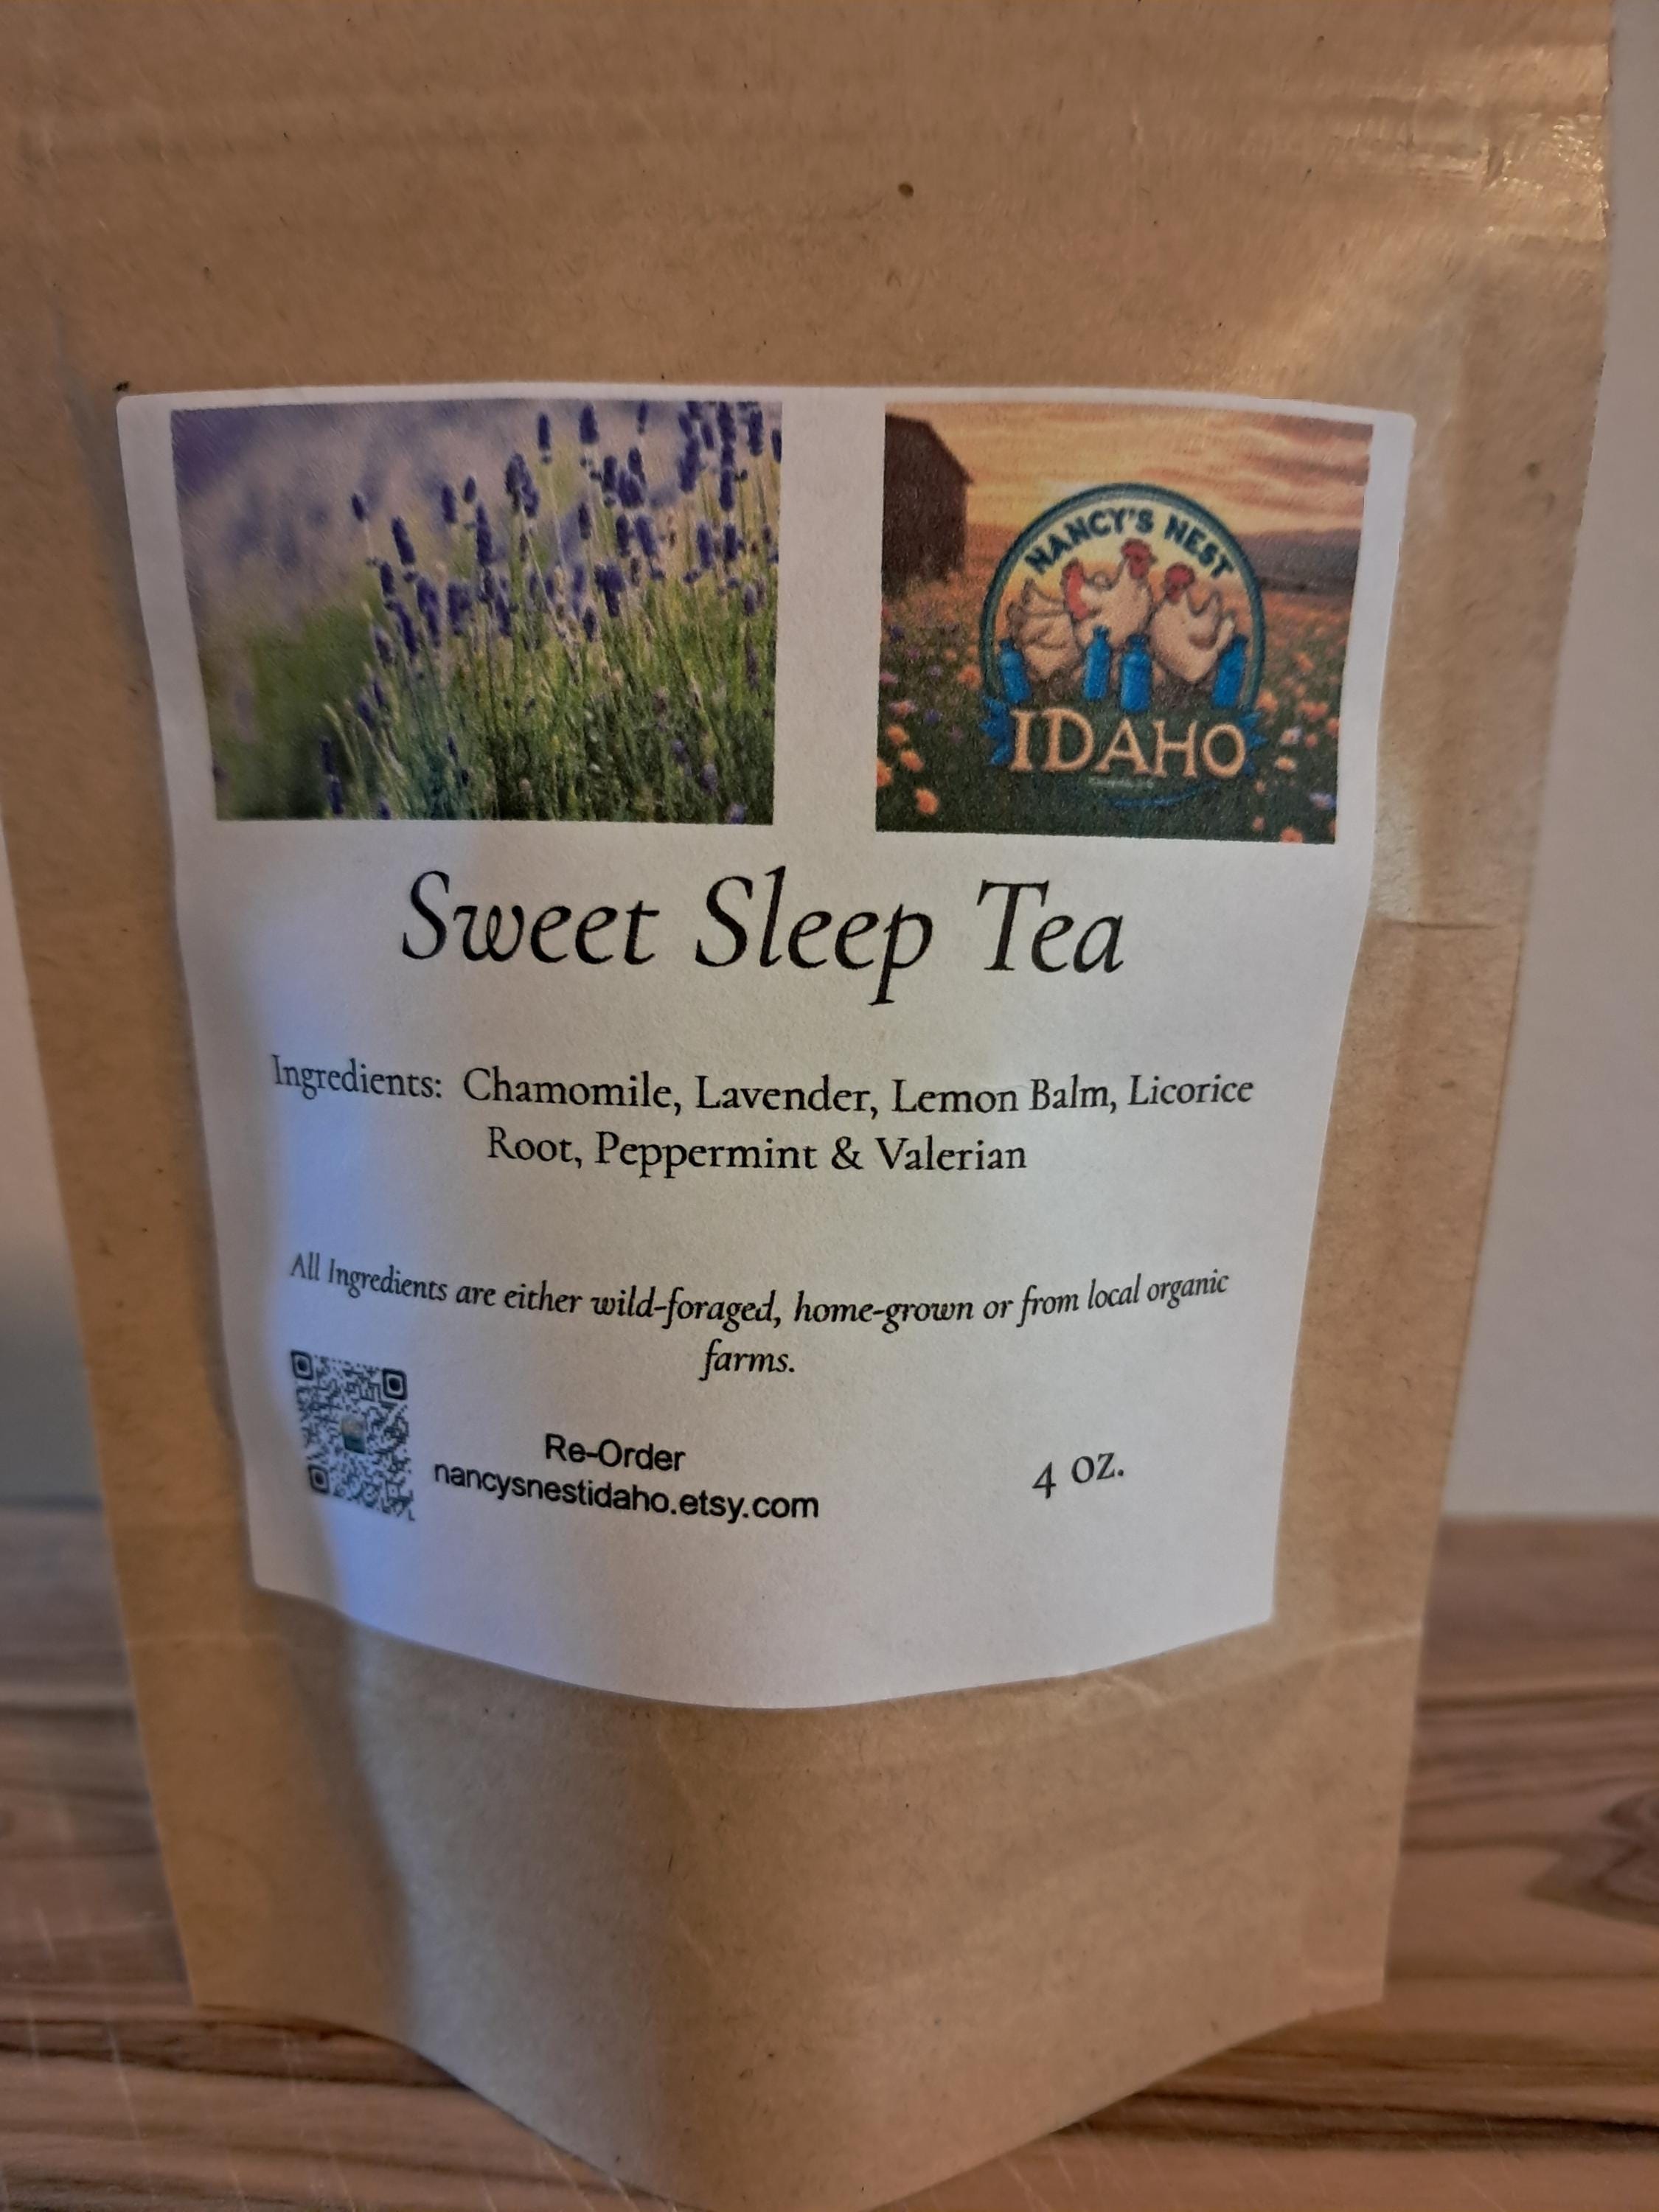 NANCY'S NEST
IDAHO
Sweet Sleep Tea
Ingredients: Chamomile, Lavender, Lemon Balm, Licorice
Root, Peppermint & Valerian
All Ingredients are either wild-foraged, home-grown or from local organic
farms.
Re-Order
nancysnestidaho.etsy.com
4 oz.